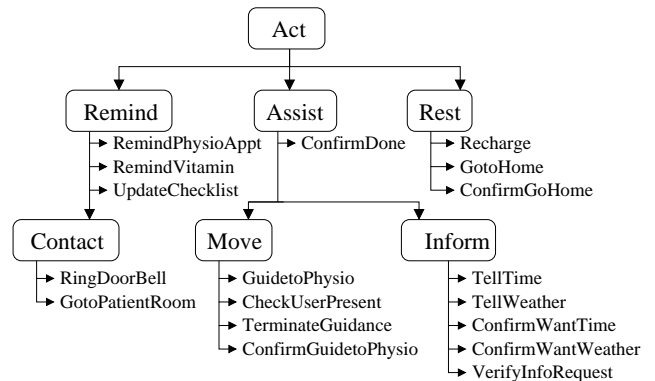 Act
Remind
Assist
Rest
RemindPhysioAppt
RemindVitamin
UpdateChecklist
ConfirmDone
Recharge
GotoHome
ConfirmGoHome
Contact
Move
Inform
RingDoorBell
GotoPatientRoom
GuidetoPhysio
CheckUserPresent
TerminateGuidance
ConfirmGuidetoPhysio
TellTime
TellWeather
ConfirmWantTime
ConfirmWantWeather
VerifyInfoRequest